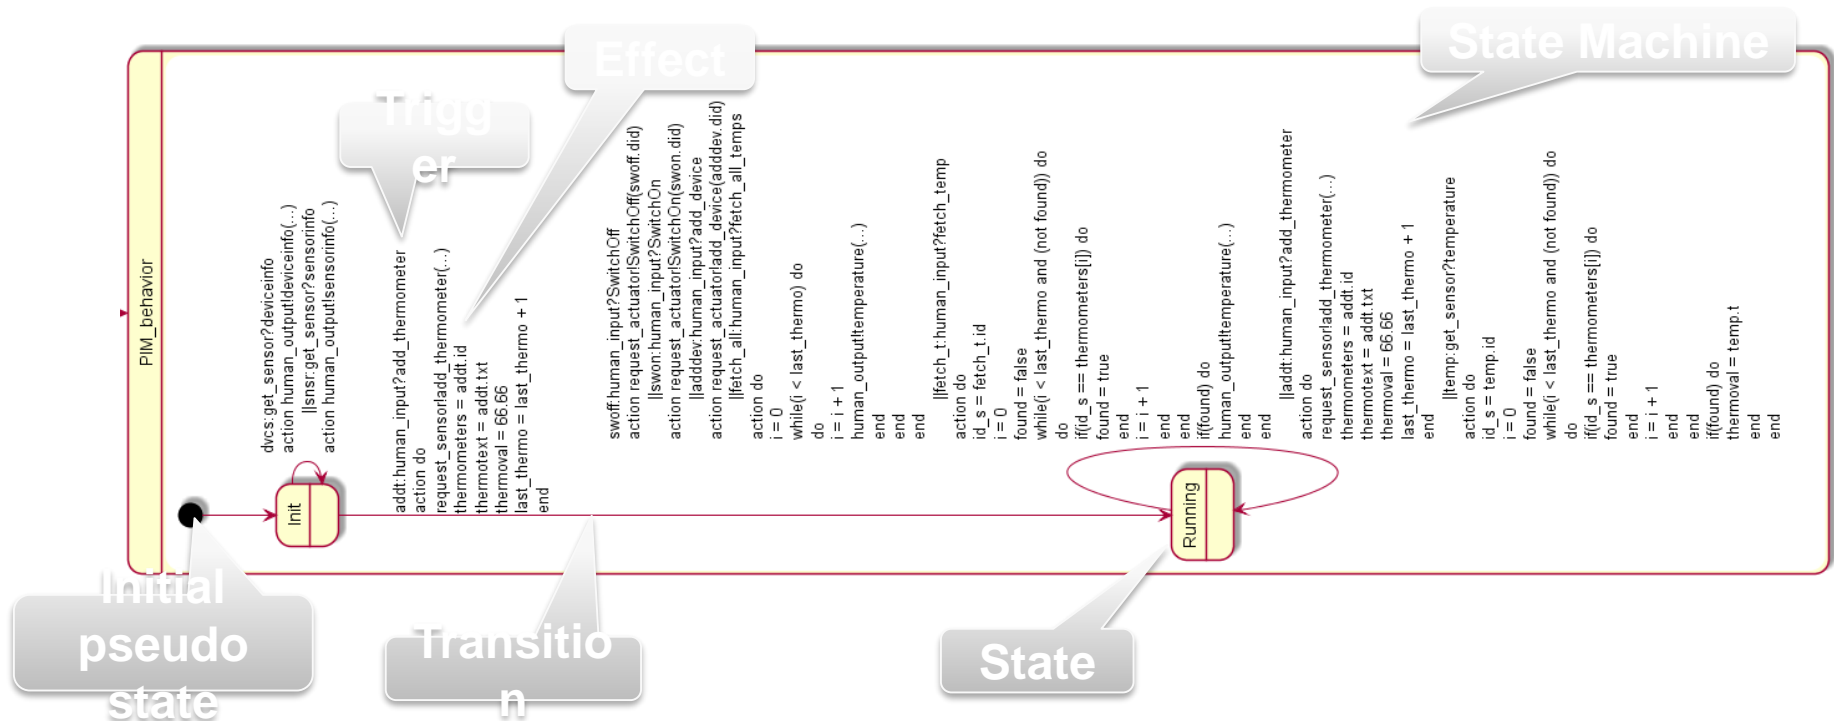 Effect
State Machine
Trigg
er
PIM_behavior
dvcs:get_sensor?deviceinfo
action human_output!deviceinfo(...)
||snsr:get_sensor?sensorinfo
action human_output!sensorinfo(...)
Init
addt:human_input?add_thermometer
action do
request_sensor!add_thermometer(...)
thermometers = addt.id
thermotext = addt.txt
thermoval = 66.66
last_thermo = last_thermo + 1
end
swoff:human_input?SwitchOff
action request_actuator!SwitchOff(swoff.did)
||swon:human_input?SwitchOn
action request_actuator!SwitchOn(swon.did)
||adddev:human_input?add_device
action request_actuator!add_device(adddev.did)
||fetch_all:human_input?fetch_all_temps
action do
i = 0
while(i < last_thermo) do
do
i = i + 1
human_output!temperature(...)
end
end
end
||fetch_t:human_input?fetch_temp
action do
id_s = fetch_t.id
i = 0
found = false
while(i < last_thermo and (not found)) do
do
if(id_s == thermometers[i]) do
found = true
end
i = i + 1
end
end
if(found) do
human_output!temperature(...)
end
end
||addt:human_input?add_thermometer
action do
request_sensor!add_thermometer(...)
thermometers = addt.id
thermotext = addt.txt
thermoval = 66.66
last_thermo = last_thermo + 1
end
||temp:get_sensor?temperature
action do
id_s = temp.id
i = 0
found = false
while(i < last_thermo and (not found)) do
do
if(id_s == thermometers[i]) do
found = true
end
i = i + 1
end
end
if(found) do
thermoval = temp.t
end
end
Running
Initial
pseudo
state
Transitio
n
State